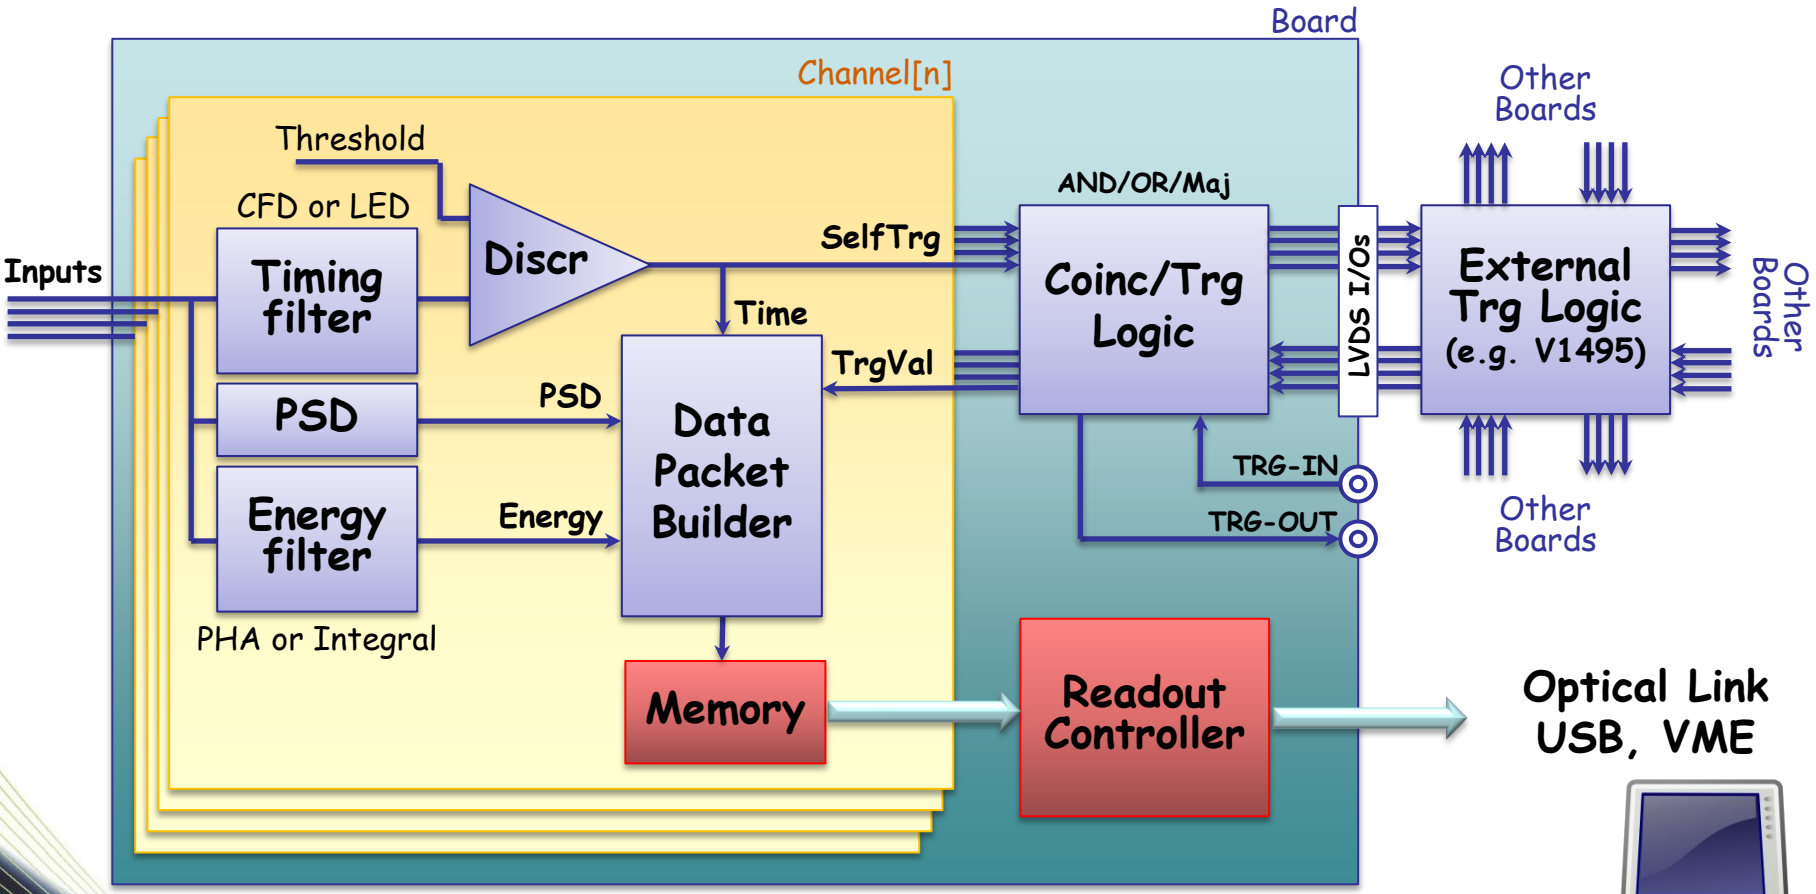 Board
Channel[n]
Other
Boards
Threshold
AND/OR/Maj
CFD or LED
SelfTrg
Discr
Inputs
Timing
filter
Coinc/Trg
Logic
LVDS I/Os
External
Trg Logic
(e.g. V1495)
Other
Boards
Time
TrgVal
PSD
PSD
Data
Packet
Builder
TRG-IN
TRG-OUT
Energy
filter
Energy
Other
Boards
PHA or Integral
Memory
Readout
Controller
Optical Link
USB, VME